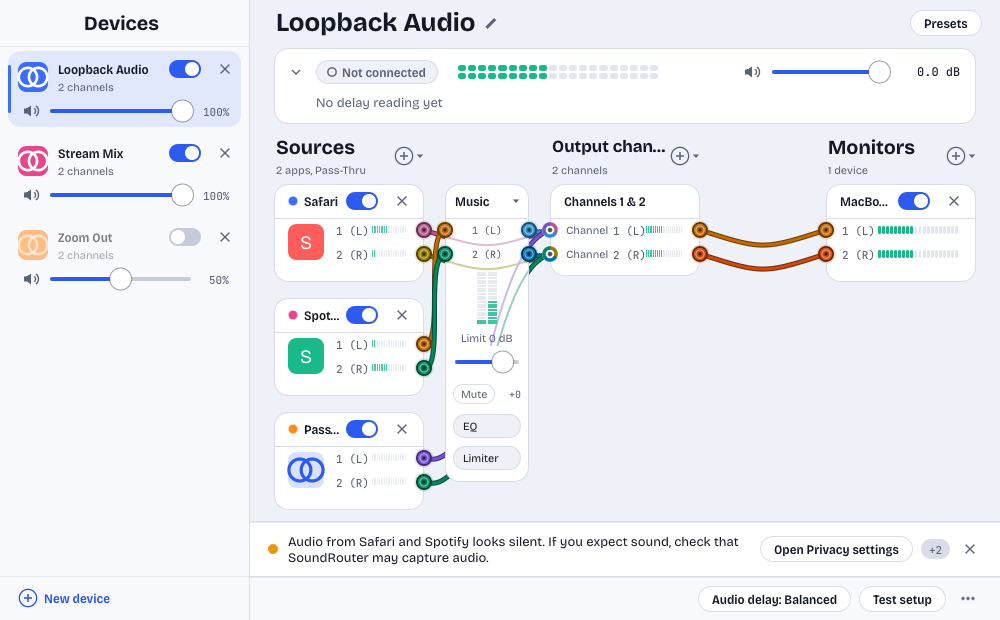 Devices
Loopback Audio
2 channels
100%
Stream Mix
2 channels
100%
Zoom Out
2 channels
50%
New device
Loopback Audio
Presets
Not connected
0.0 dB
No delay reading yet
Sources
2 apps, Pass-Thru
Output chan...
2 channels
Monitors
1 device
Safari
S
1 (L)
2 (R)
Spot...
S
1 (L)
2 (R)
Pass...
1 (L)
2 (R)
Music
1 (L)
2 (R)
Limit 0 dB
Mute +0
EQ
Limiter
Channels 1 & 2
Channel 1 (L)
Channel 2 (R)
MacBo...
1 (L)
2 (R)
Audio from Safari and Spotify looks silent. If you expect sound, check that
SoundRouter may capture audio.
Open Privacy settings
+2
Audio delay: Balanced
Test setup